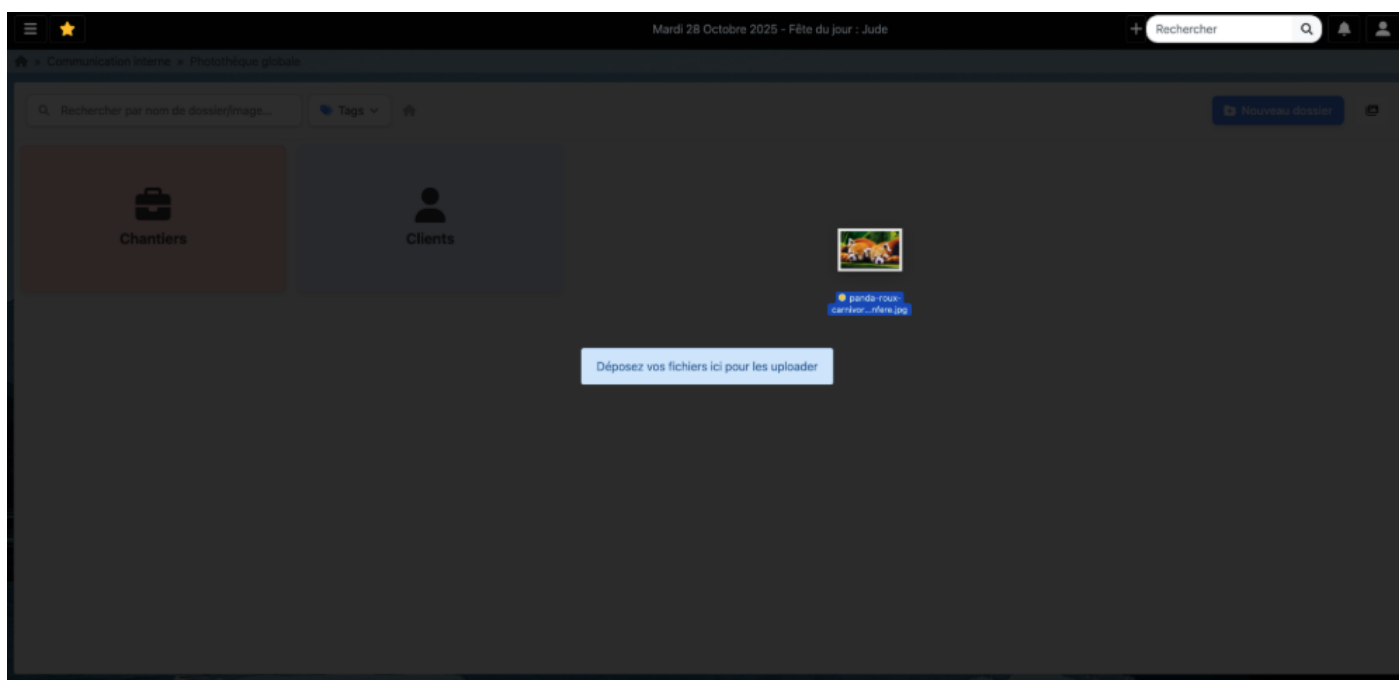 Mardi 28 Octobre 2025 - Fête du jour : Jude
Rechercher
» Communication interne » Photothèque globale
Rechercher par nom de dossier/image...
Tags
Nouveau dossier
Chantiers
Clients
panda-roux-
carnivor...nfere.jpg
Déposez vos fichiers ici pour les uploader